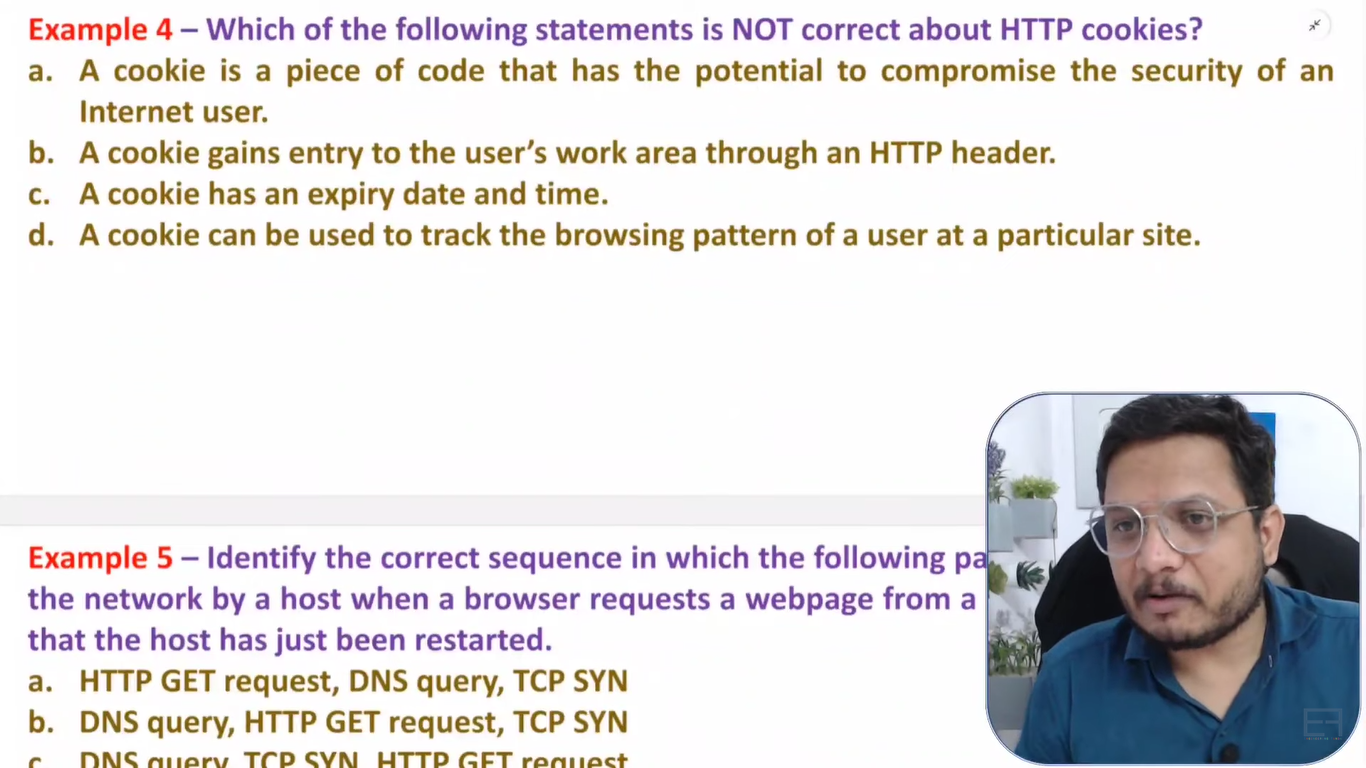 Example 4 – Which of the following statements is NOT correct about HTTP cookies?
a. A cookie is a piece of code that has the potential to compromise the security of an
Internet user.
b. A cookie gains entry to the user’s work area through an HTTP header.
c. A cookie has an expiry date and time.
d. A cookie can be used to track the browsing pattern of a user at a particular site.
Example 5 – Identify the correct sequence in which the following pa
the network by a host when a browser requests a webpage from a
that the host has just been restarted.
a. HTTP GET request, DNS query, TCP SYN
b. DNS query, HTTP GET request, TCP SYN
c. DNS query, TCP SYN, HTTP GET request